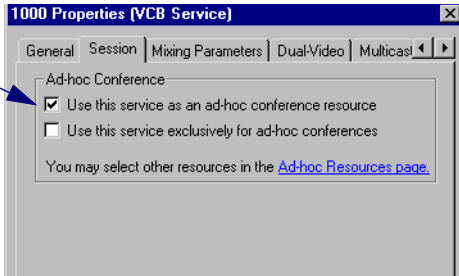 1000 Properties (VCB Service)
General Session Mixing Parameters Dual-Video Multicast
Ad-hoc Conference
Use this service as an ad-hoc conference resource
Use this service exclusively for ad-hoc conferences
You may select other resources in the Ad-hoc Resources page.